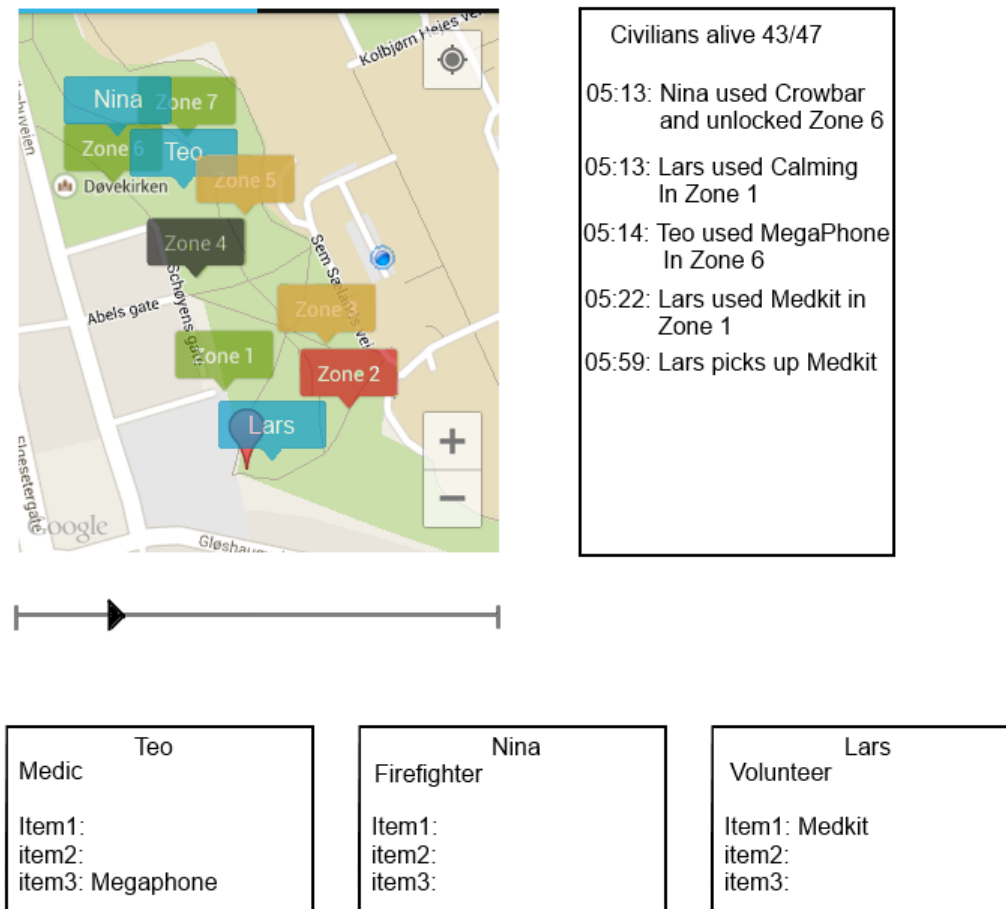 Kolbjørn Hejes ve
Nina
Zone 7
Zone 6
Teo
Zone 5
Døvekirken
Zone 4
Sem Sælands vei
Schøyens gate
Abels gate
Zone 3
Zone 1
Zone 2
Lars
+
−
Elgesetergate
Google
Gløshaug
Civilians alive 43/47
05:13: Nina used Crowbar
and unlocked Zone 6
05:13: Lars used Calming
In Zone 1
05:14: Teo used MegaPhone
In Zone 6
05:22: Lars used Medkit in
Zone 1
05:59: Lars picks up Medkit
Teo
Medic
Item1:
item2:
item3: Megaphone
Nina
Firefighter
Item1:
item2:
item3:
Lars
Volunteer
Item1: Medkit
item2:
item3: